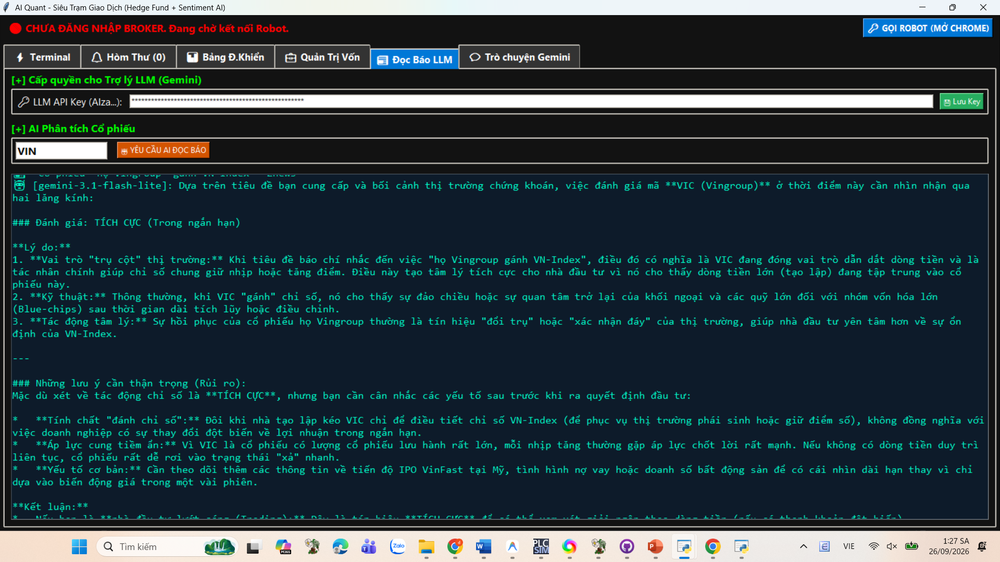 AI Quant - Siêu Trạm Giao Dịch (Hedge Fund + Sentiment AI)
CHƯA ĐĂNG NHẬP BROKER. Đang chờ kết nối Robot.
GỌI ROBOT (MỞ CHROME)
Terminal
Hòm Thư (0)
Bảng Đ.Khiển
Quản Trị Vốn
Đọc Báo LLM
Trò chuyện Gemini
[+] Cấp quyền cho Trợ lý LLM (Gemini)
LLM API Key (AIza...):
*****************************************************
Lưu Key
[+] AI Phân tích Cổ phiếu
VIN
YÊU CẦU AI ĐỌC BÁO
[gemini-3.1-flash-lite]: Dựa trên tiêu đề bạn cung cấp và bối cảnh thị trường chứng khoán, việc đánh giá mã **VIC (Vingroup)** ở thời điểm này cần nhìn nhận qua
hai lăng kính:
### Đánh giá: TÍCH CỰC (Trong ngắn hạn)
**Lý do:**
1. **Vai trò "trụ cột" thị trường:** Khi tiêu đề báo chí nhắc đến việc "họ Vingroup gánh VN-Index", điều đó có nghĩa là VIC đang đóng vai trò dẫn dắt dòng tiền và là
tác nhân chính giúp chỉ số chung giữ nhịp hoặc tăng điểm. Điều này tạo tâm lý tích cực cho nhà đầu tư vì nó cho thấy dòng tiền lớn (tạo lập) đang tập trung vào cổ
phiếu này.
2. **Kỹ thuật:** Thông thường, khi VIC "gánh" chỉ số, nó cho thấy sự đảo chiều hoặc sự quan tâm trở lại của khối ngoại và các quỹ lớn đối với nhóm vốn hóa lớn
(Blue-chips) sau thời gian dài tích lũy hoặc điều chỉnh.
3. **Tác động tâm lý:** Sự hồi phục của cổ phiếu họ Vingroup thường là tín hiệu "đổi trụ" hoặc "xác nhận đáy" của thị trường, giúp nhà đầu tư yên tâm hơn về sự ổn
định của VN-Index.
---
### Những lưu ý cần thận trọng (Rủi ro):
Mặc dù xét về tác động chỉ số là **TÍCH CỰC**, nhưng bạn cần cân nhắc các yếu tố sau trước khi ra quyết định đầu tư:
* **Tính chất "đánh chỉ số":** Đôi khi nhà tạo lập kéo VIC chỉ để điều tiết chỉ số VN-Index (để phục vụ thị trường phái sinh hoặc giữ điểm số), không đồng nghĩa với
việc doanh nghiệp có sự thay đổi đột biến về lợi nhuận trong ngắn hạn.
* **Áp lực cung tiềm ẩn:** Vì VIC là cổ phiếu có lượng cổ phiếu lưu hành rất lớn, mỗi nhịp tăng thường gặp áp lực chốt lời rất mạnh. Nếu không có dòng tiền duy trì
liên tục, cổ phiếu rất dễ rơi vào trạng thái "xả" nhanh.
* **Yếu tố cơ bản:** Cần theo dõi thêm các thông tin về tiến độ IPO VinFast tại Mỹ, tình hình nợ vay hoặc doanh số bất động sản để có cái nhìn dài hạn thay vì chỉ
dựa vào biến động giá trong một vài phiên.
**Kết luận:**
Tìm kiếm
M365
Zalo
PLC
SIM
VIE
1:27 SA
26/09/2026